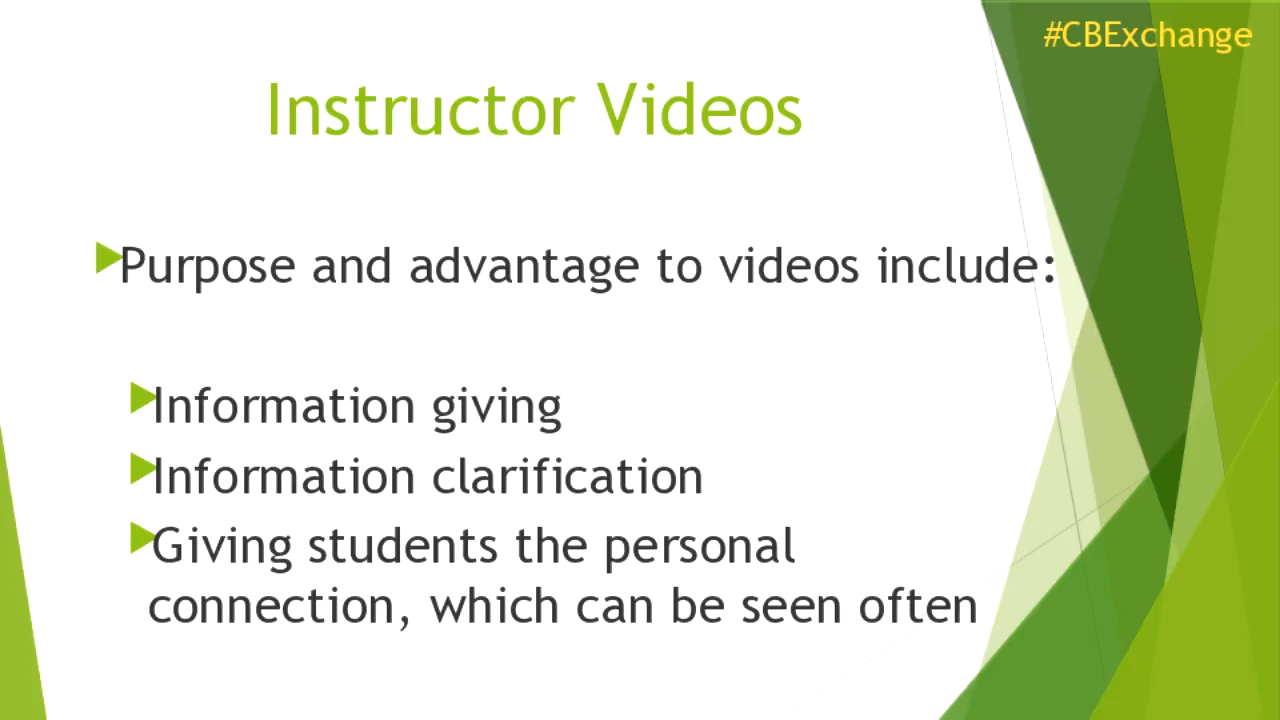 #CBExchange
Instructor Videos
Purpose and advantage to videos include:
Information giving
Information clarification
Giving students the personal
connection, which can be seen often